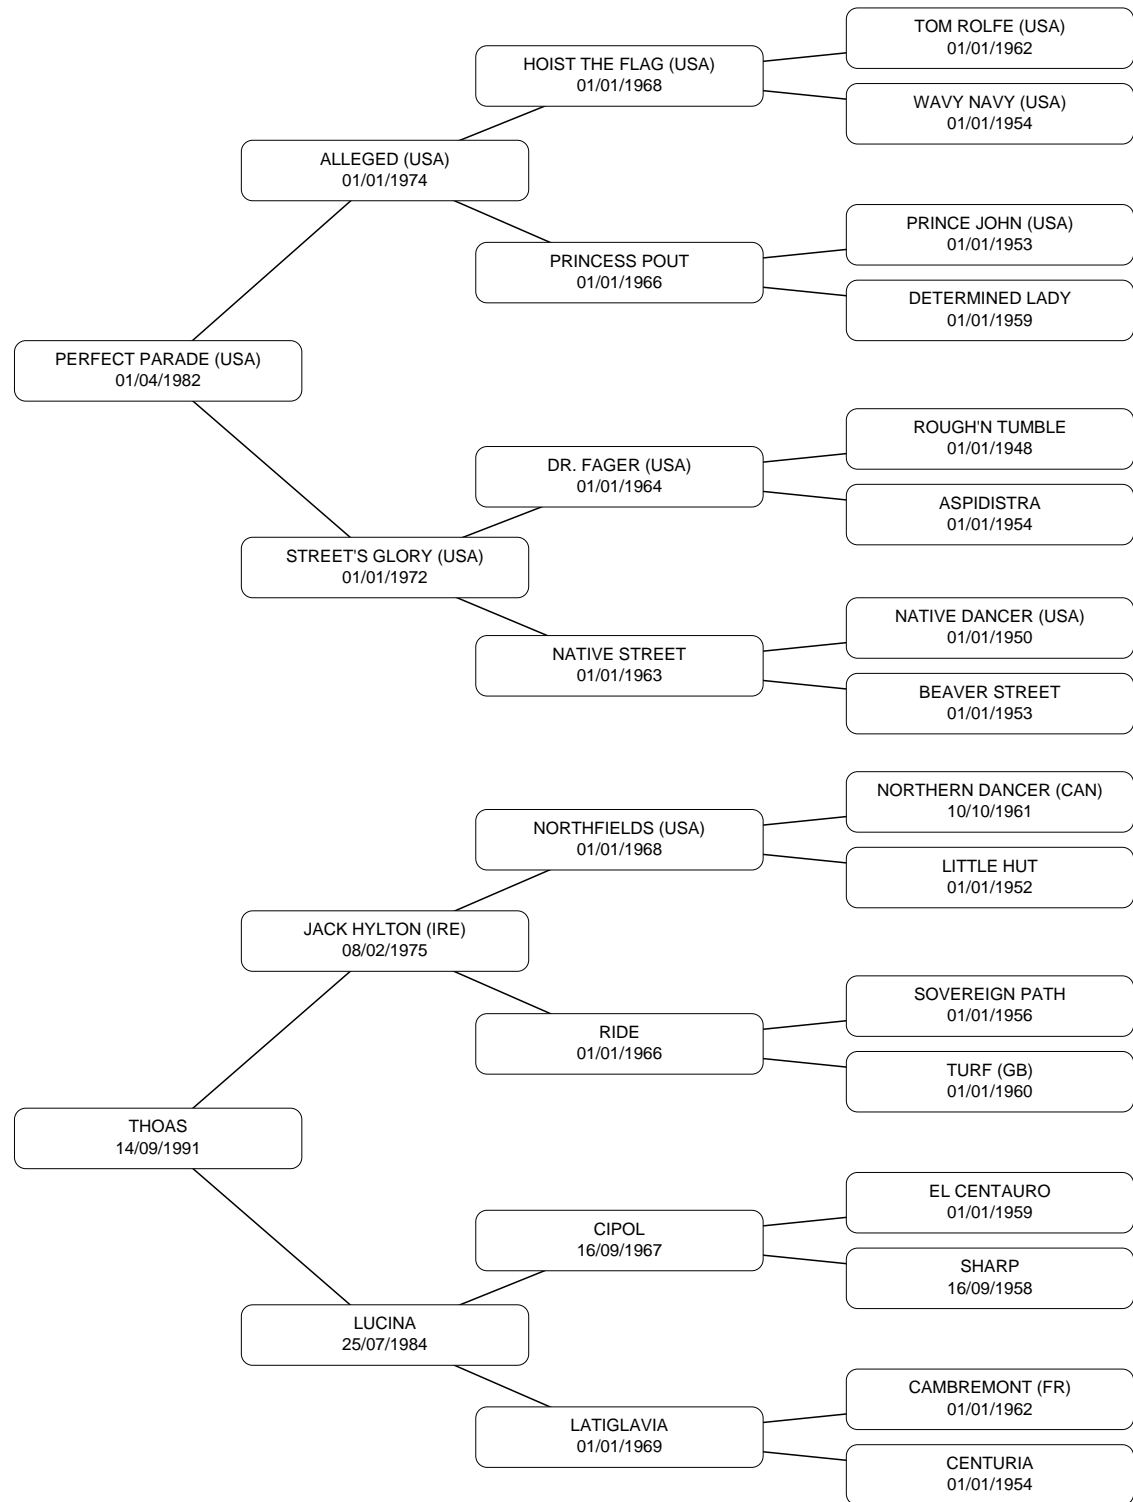 TOM ROLFE (USA)
01/01/1962
HOIST THE FLAG (USA)
01/01/1968
WAVY NAVY (USA)
01/01/1954
ALLEGED (USA)
01/01/1974
PRINCE JOHN (USA)
01/01/1953
PRINCESS POUT
01/01/1966
DETERMINED LADY
01/01/1959
PERFECT PARADE (USA)
01/04/1982
ROUGH'N TUMBLE
01/01/1948
DR. FAGER (USA)
01/01/1964
ASPIDISTRA
01/01/1954
STREET'S GLORY (USA)
01/01/1972
NATIVE DANCER (USA)
01/01/1950
NATIVE STREET
01/01/1963
BEAVER STREET
01/01/1953
NORTHERN DANCER (CAN)
10/10/1961
NORTHFIELDS (USA)
01/01/1968
LITTLE HUT
01/01/1952
JACK HYLTON (IRE)
08/02/1975
SOVEREIGN PATH
01/01/1956
RIDE
01/01/1966
TURF (GB)
01/01/1960
THOAS
14/09/1991
EL CENTAURO
01/01/1959
CIPOL
16/09/1967
SHARP
16/09/1958
LUCINA
25/07/1984
CAMBREMONT (FR)
01/01/1962
LATIGLAVIA
01/01/1969
CENTURIA
01/01/1954